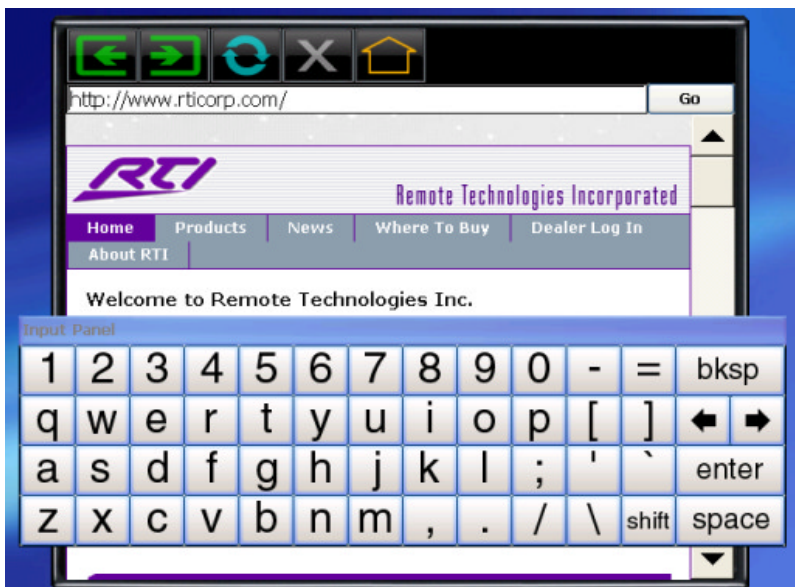 http://www.rticorp.com/ Go
RTI
Remote Technologies Incorporated
Home Products News Where To Buy Dealer Log In
About RTI
Welcome to Remote Technologies Inc.
Input Panel
1 2 3 4 5 6 7 8 9 0 - = bksp
q w e r t y u i o p [ ]
a s d f g h j k l ; ' ` enter
z x c v b n m , . / \ shift space